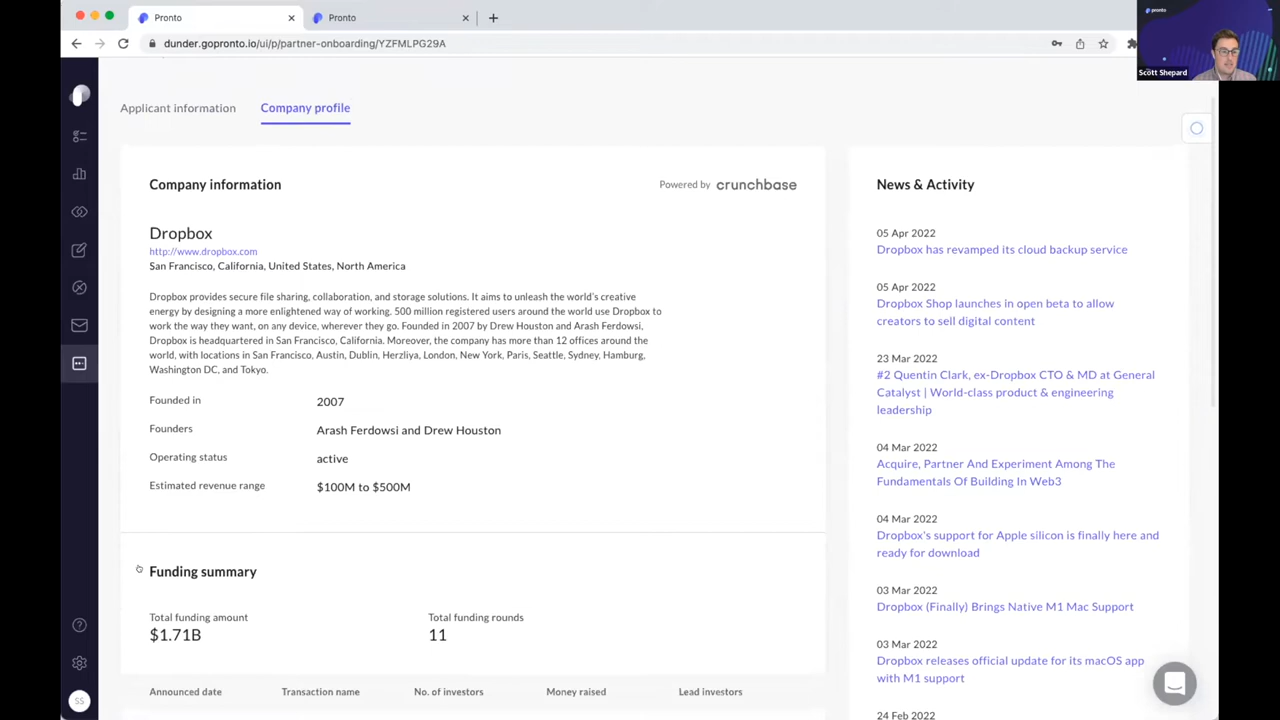 Pronto
Pronto
dunder.gopronto.io/ui/p/partner-onboarding/YZFMLPG29A
pronto
Scott Shepard
Applicant information
Company profile
Company information
Powered by crunchbase
Dropbox
http://www.dropbox.com
San Francisco, California, United States, North America
Dropbox provides secure file sharing, collaboration, and storage solutions. It aims to unleash the world's creative
energy by designing a more enlightened way of working. 500 million registered users around the world use Dropbox to
work the way they want, on any device, wherever they go. Founded in 2007 by Drew Houston and Arash Ferdowsi,
Dropbox is headquartered in San Francisco, California. Moreover, the company has more than 12 offices around the
world, with locations in San Francisco, Austin, Dublin, Herzliya, London, New York, Paris, Seattle, Sydney, Hamburg,
Washington DC, and Tokyo.
Founded in 2007
Founders Arash Ferdowsi and Drew Houston
Operating status active
Estimated revenue range $100M to $500M
Funding summary
Total funding amount
$1.71B
Total funding rounds
11
Announced date Transaction name No. of investors Money raised Lead investors
News & Activity
05 Apr 2022
Dropbox has revamped its cloud backup service
05 Apr 2022
Dropbox Shop launches in open beta to allow
creators to sell digital content
23 Mar 2022
#2 Quentin Clark, ex-Dropbox CTO & MD at General
Catalyst | World-class product & engineering
leadership
04 Mar 2022
Acquire, Partner And Experiment Among The
Fundamentals Of Building In Web3
04 Mar 2022
Dropbox's support for Apple silicon is finally here and
ready for download
03 Mar 2022
Dropbox (Finally) Brings Native M1 Mac Support
03 Mar 2022
Dropbox releases official update for its macOS app
with M1 support
24 Feb 2022
SS